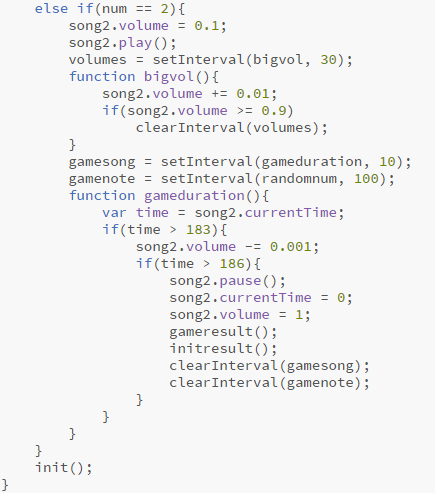 else if(num == 2){
        song2.volume = 0.1;
        song2.play();
        volumes = setInterval(bigvol, 30);
        function bigvol(){
            song2.volume += 0.01;
            if(song2.volume >= 0.9)
                clearInterval(volumes);
        }
        gamesong = setInterval(gameduration, 10);
        gamenote = setInterval(randomnum, 100);
        function gameduration(){
            var time = song2.currentTime;
            if(time > 183){
                song2.volume -= 0.001;
                if(time > 186){
                    song2.pause();
                    song2.currentTime = 0;
                    song2.volume = 1;
                    gameresult();
                    initresult();
                    clearInterval(gamesong);
                    clearInterval(gamenote);
                }
            }
        }
    }
    init();
}